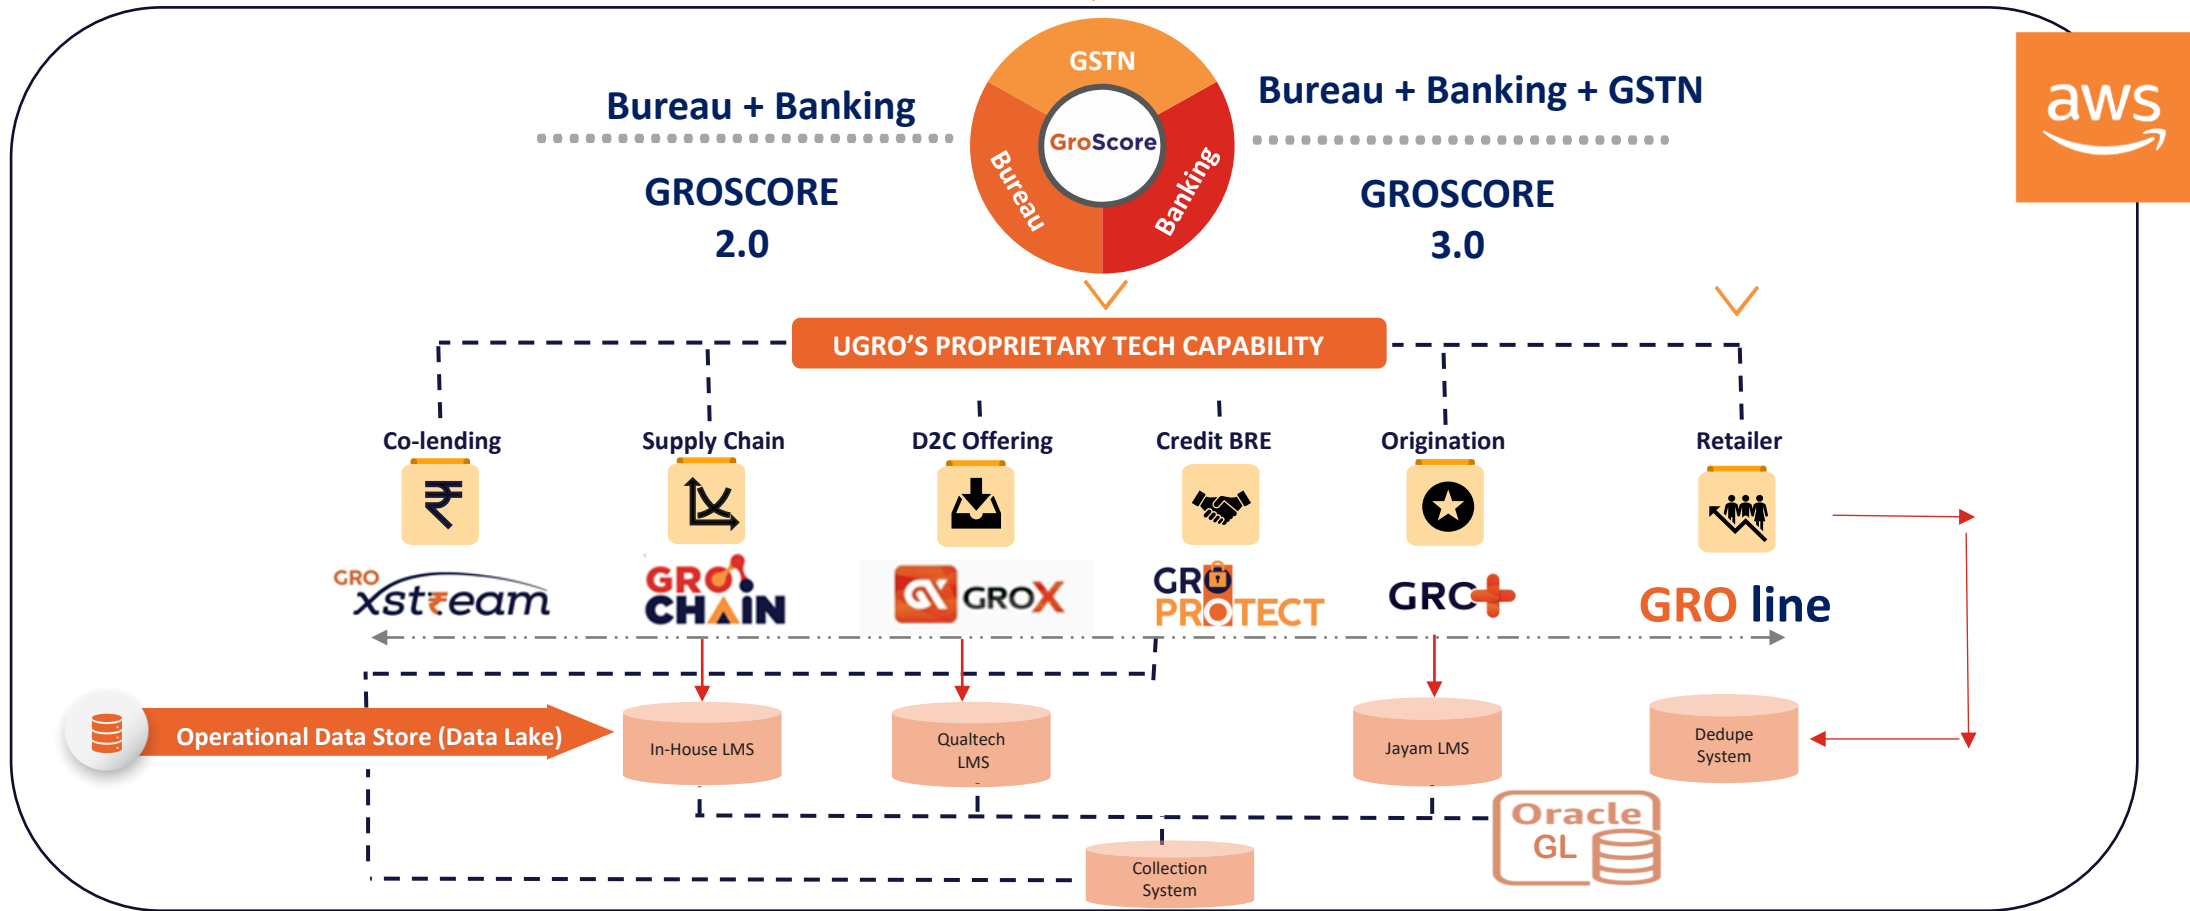 GSTN
Bureau
Banking
GroScore
Bureau + Banking
GROSCORE
2.0
Bureau + Banking + GSTN
GROSCORE
3.0
aws
UGRO'S PROPRIETARY TECH CAPABILITY
Co-lending
Supply Chain
D2C Offering
Credit BRE
Origination
Retailer
GRO
xst₹eam
GRO
CHAIN
GROX
GRO
PROTECT
GRO+
GRO line
Operational Data Store (Data Lake)
In-House LMS
Qualtech
LMS
Jayam LMS
Dedupe
System
Oracle
GL
Collection
System